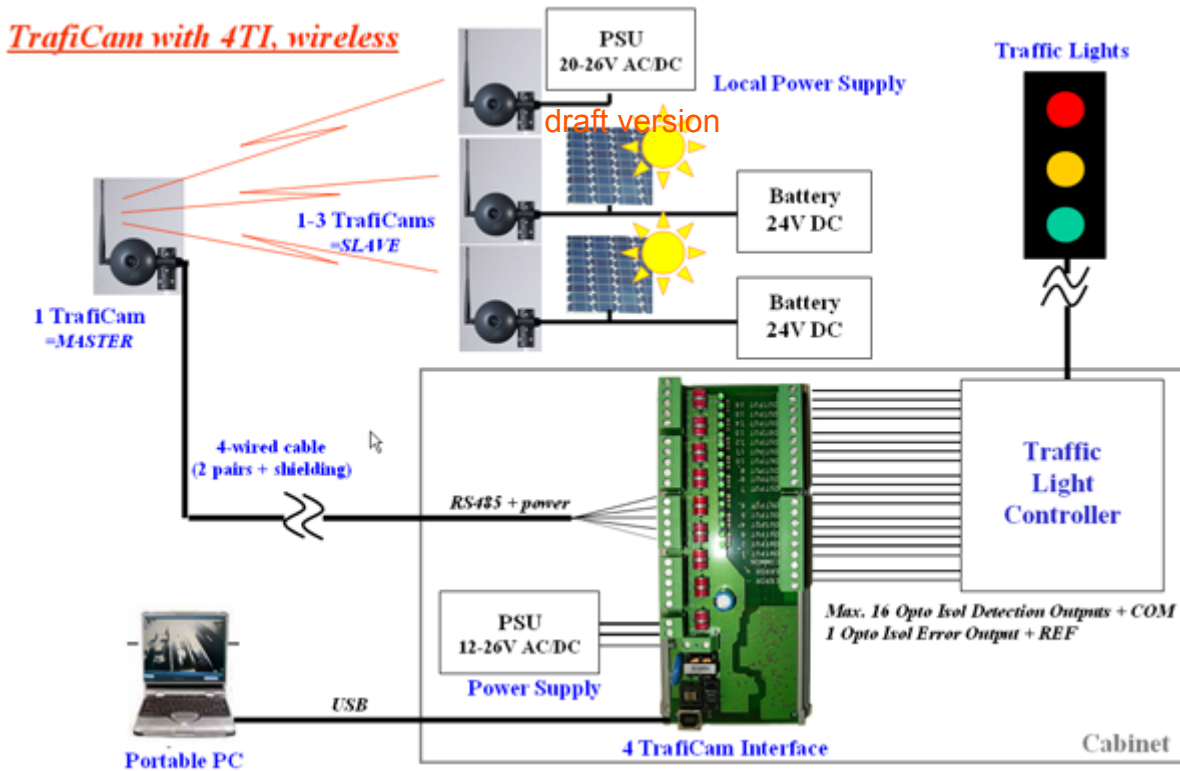 TrafiCam with 4TI, wireless
PSU
20-26V AC/DC
Local Power Supply
draft version
Traffic Lights
1-3 TrafiCams
=SLAVE
Battery
24V DC
Battery
24V DC
1 TrafiCam
=MASTER
4-wired cable
(2 pairs + shielding)
RS485 + power
Traffic
Light
Controller
PSU
12-26V AC/DC
Power Supply
Max. 16 Opto Isol Detection Outputs + COM
1 Opto Isol Error Output + REF
USB
Portable PC
4 TrafiCam Interface
Cabinet